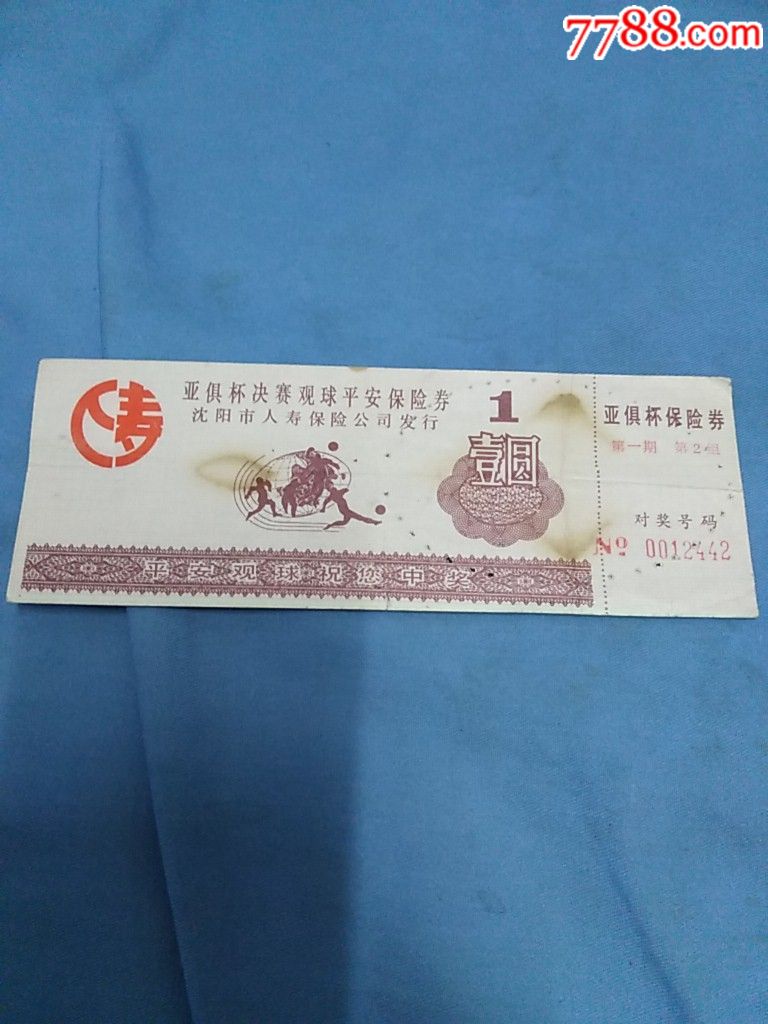 7788.com
人寿
亚俱杯决赛观球平安保险券
沈阳市人寿保险公司发行
1
壹圆
平安观球祝您中奖
亚俱杯保险券
第一期 第2组
对奖号码
No 0012442